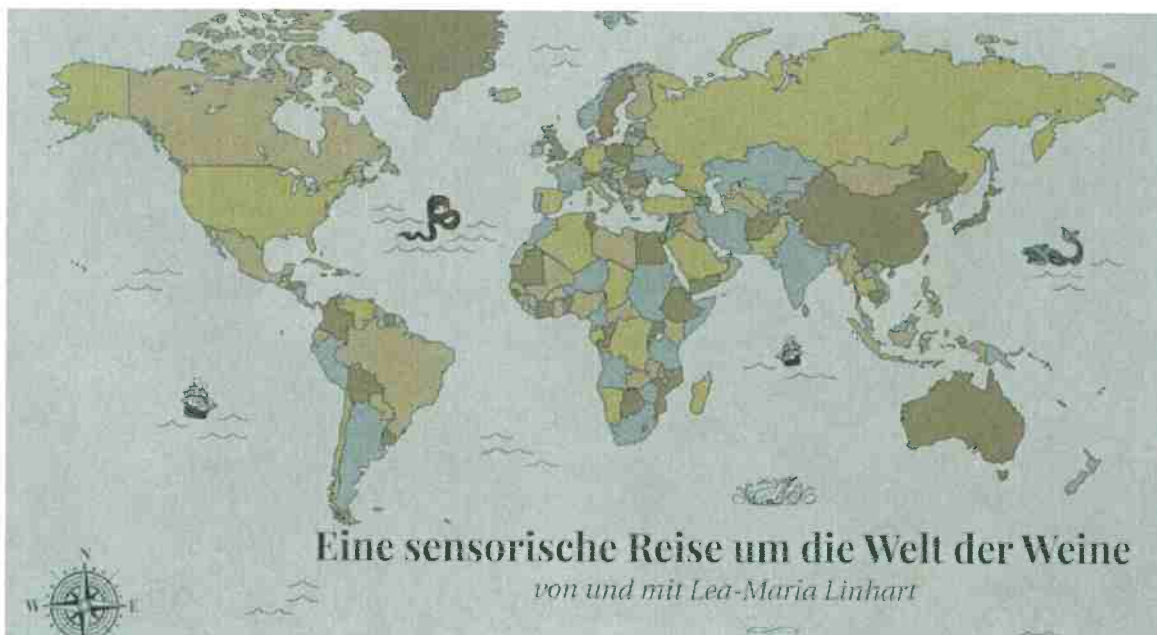 Eine sensorische Reise um die Welt der Weine
von und mit Lea-Maria Linhart
N
W E